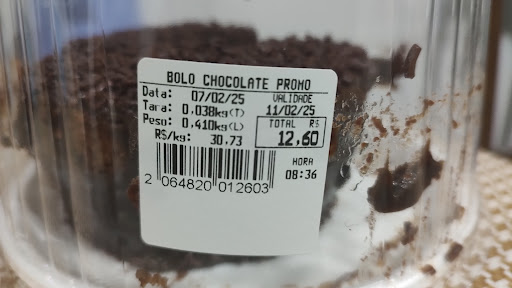 BOLO CHOCOLATE PROMO
Data: 07/02/25 VALIDADE
Tara: 0,038kg(T) 11/02/25
Peso: 0,410kg(L) TOTAL R$
R$/kg: 30,73 12,60
HORA
08:36
2 064820 012603